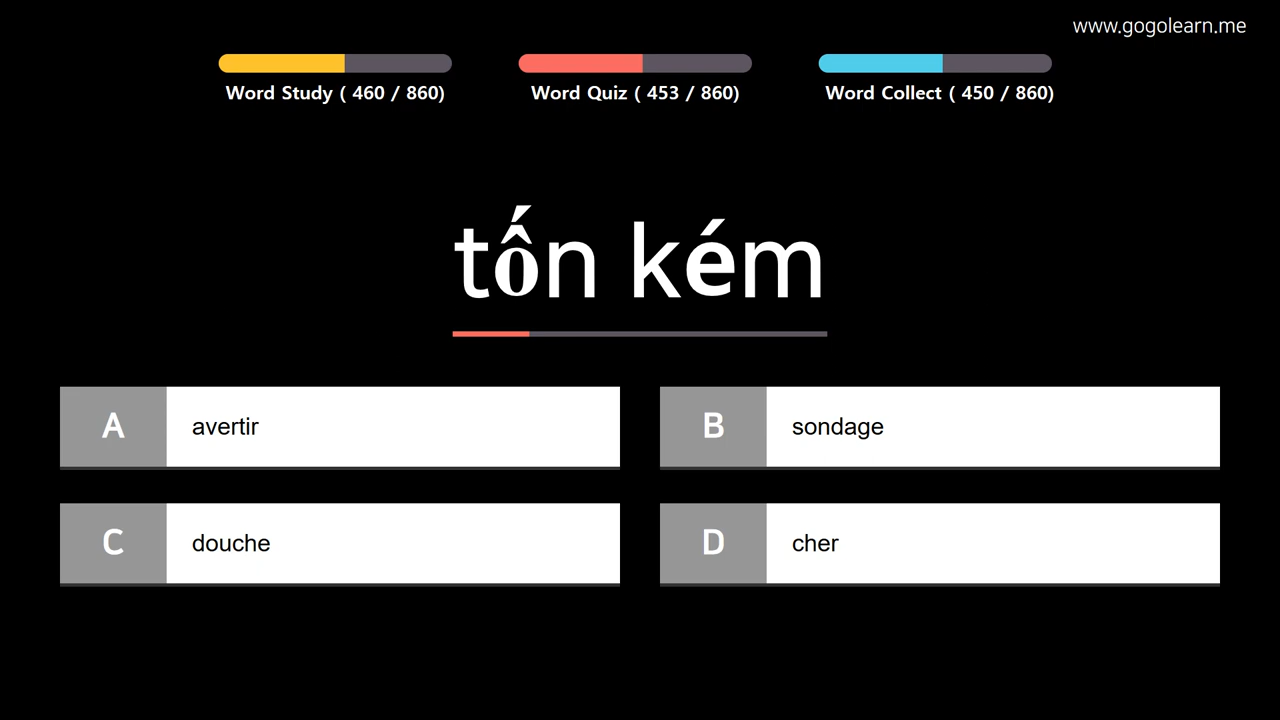 www.gogolearn.me
Word Study ( 460 / 860)
Word Quiz ( 453 / 860)
Word Collect ( 450 / 860)
tốn kém
A avertir
B sondage
C douche
D cher